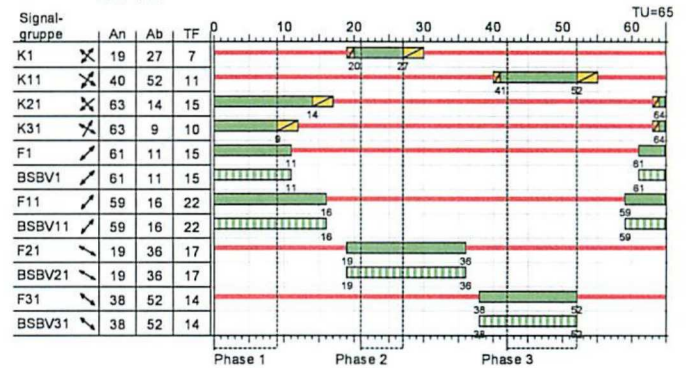 TU=65
Signal-
gruppe An Ab TF 0 10 20 30 40 50 60
K1 19 27 7 20 27
K11 40 52 11 41 52
K21 63 14 15 14 64
K31 63 9 10 9 64
F1 61 11 15 11 61
BSBV1 61 11 15 11 61
F11 59 16 22 16 59
BSBV11 59 16 22 16 59
F21 19 36 17 19 36
BSBV21 19 36 17 19 36
F31 38 52 14 38 52
BSBV31 38 52 14 38 52
Phase 1 Phase 2 Phase 3